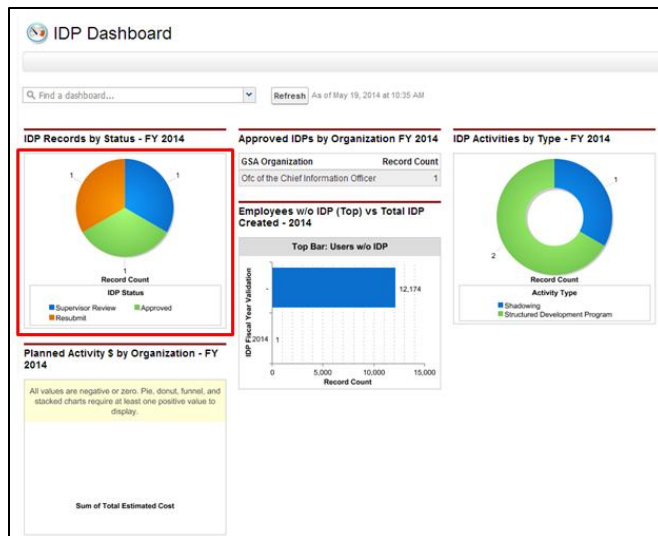 IDP Dashboard
Find a dashboard...
Refresh As of May 19, 2014 at 10:35 AM
IDP Records by Status - FY 2014
1
1
1
Record Count
IDP Status
Supervisor Review
Approved
Resubmit
Planned Activity $ by Organization - FY
2014
All values are negative or zero. Pie, donut, funnel, and
stacked charts require at least one positive value to
display.
Sum of Total Estimated Cost
Approved IDPs by Organization FY 2014
GSA Organization Record Count
Ofc of the Chief Information Officer 1
Employees w/o IDP (Top) vs Total IDP
Created - 2014
Top Bar: Users w/o IDP
IDP Fiscal Year Validation
-
12,174
2014
1
0 5,000 10,000 15,000
Record Count
IDP Activities by Type - FY 2014
1
2
Record Count
Activity Type
Shadowing
Structured Development Program